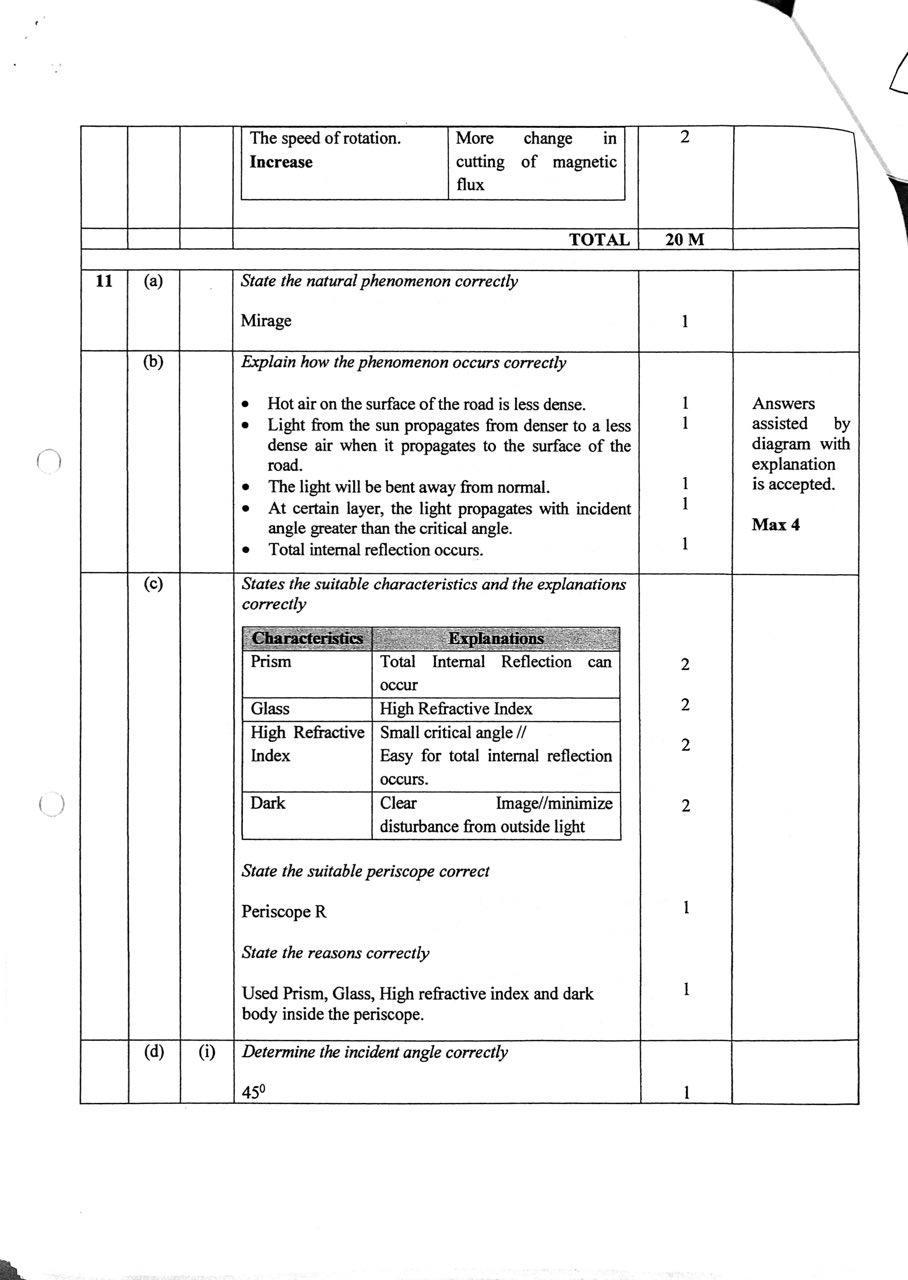 The speed of rotation.
Increase
More change in
cutting of magnetic
flux
2
TOTAL 20 M
11 (a) State the natural phenomenon correctly
Mirage 1
(b) Explain how the phenomenon occurs correctly
• Hot air on the surface of the road is less dense. 1
• Light from the sun propagates from denser to a less 1
dense air when it propagates to the surface of the
road.
• The light will be bent away from normal. 1
• At certain layer, the light propagates with incident 1
angle greater than the critical angle.
• Total internal reflection occurs. 1
Answers
assisted by
diagram with
explanation
is accepted.
Max 4
(c) States the suitable characteristics and the explanations
correctly
Characteristics Explanations
Prism Total Internal Reflection can 2
occur
Glass High Refractive Index 2
High Refractive Small critical angle //
Index Easy for total internal reflection 2
occurs.
Dark Clear Image//minimize 2
disturbance from outside light
State the suitable periscope correct
Periscope R 1
State the reasons correctly
Used Prism, Glass, High refractive index and dark 1
body inside the periscope.
(d) (i) Determine the incident angle correctly
45⁰ 1